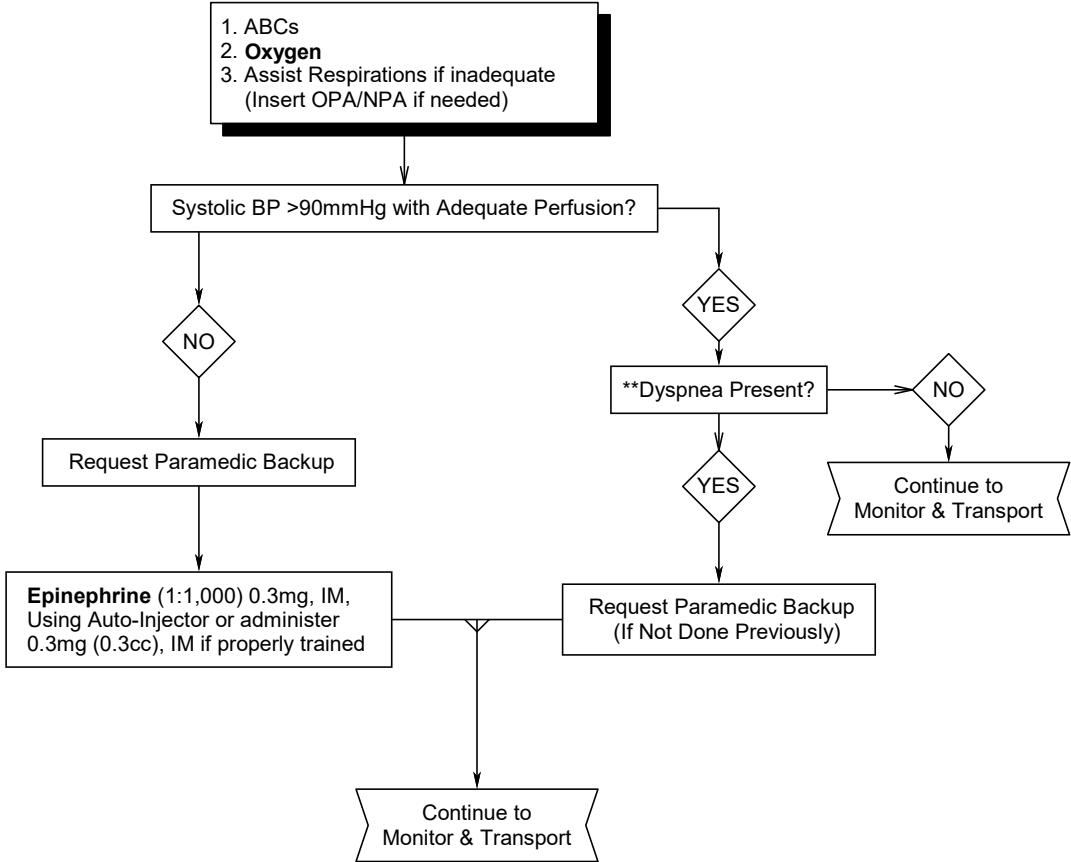 1. ABCs
2. Oxygen
3. Assist Respirations if inadequate
(Insert OPA/NPA if needed)
Systolic BP >90mmHg with Adequate Perfusion?
YES
NO
**Dyspnea Present?
NO
Request Paramedic Backup
YES
Continue to
Monitor & Transport
Epinephrine (1:1,000) 0.3mg, IM,
Using Auto-Injector or administer
0.3mg (0.3cc), IM if properly trained
Request Paramedic Backup
(If Not Done Previously)
Continue to
Monitor & Transport